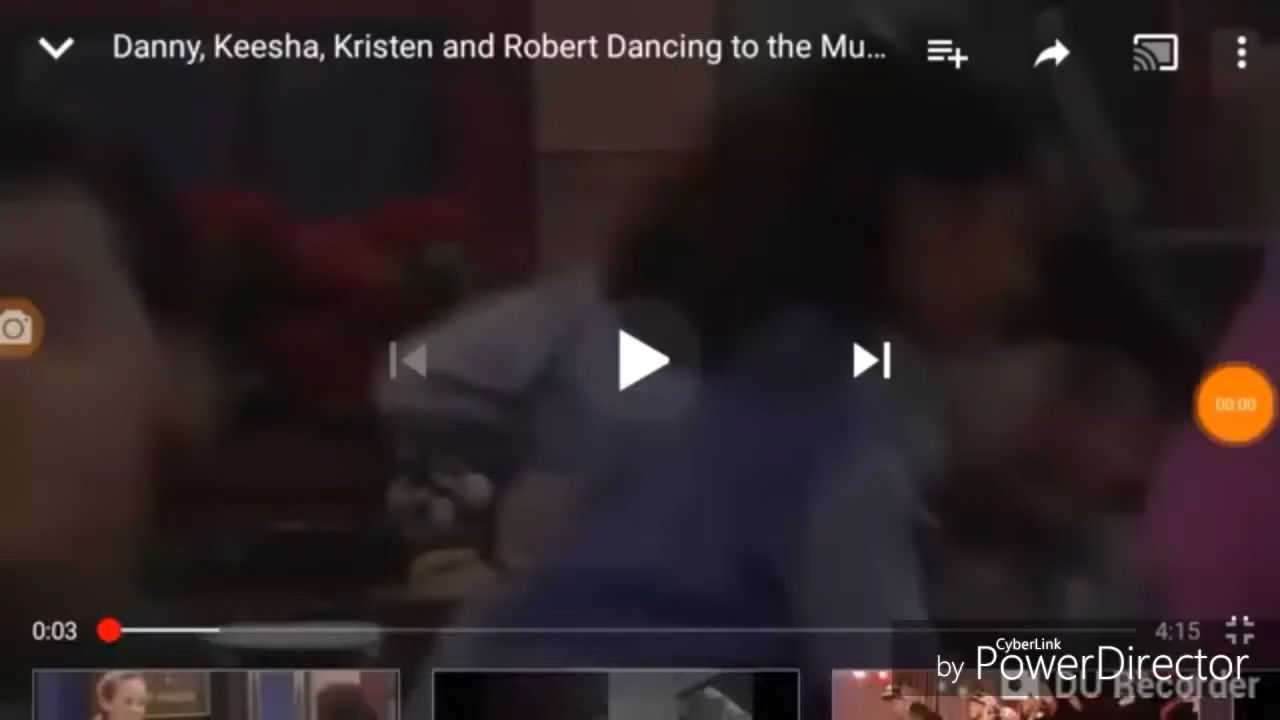 Danny, Keesha, Kristen and Robert Dancing to the Mu...
00:00
0:03
4:15
CyberLink
by PowerDirector
DU Recorder